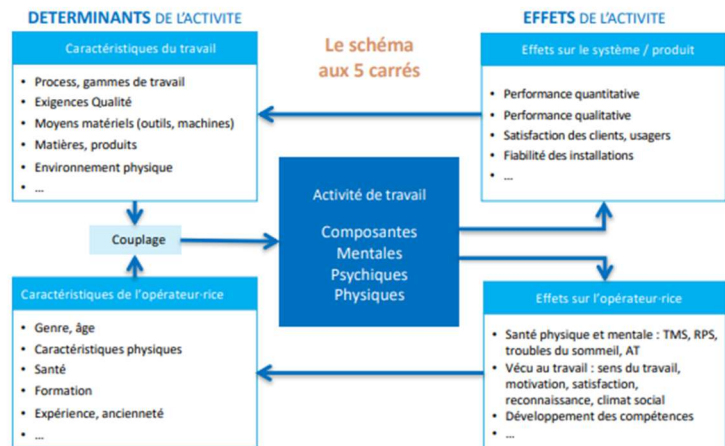 DETERMINANTS DE L'ACTIVITE
Caractéristiques du travail
• Process, gammes de travail
• Exigences Qualité
• Moyens matériels (outils, machines)
• Matières, produits
• Environnement physique
• ...
Le schéma
aux 5 carrés
EFFETS DE L'ACTIVITE
Effets sur le système / produit
• Performance quantitative
• Performance qualitative
• Satisfaction des clients, usagers
• Fiabilité des installations
• ...
Couplage
Activité de travail
Composantes
Mentales
Psychiques
Physiques
Caractéristiques de l'opérateur·rice
• Genre, âge
• Caractéristiques physiques
• Santé
• Formation
• Expérience, ancienneté
• ...
Effets sur l'opérateur·rice
• Santé physique et mentale : TMS, RPS,
troubles du sommeil, AT
• Vécu au travail : sens du travail,
motivation, satisfaction,
reconnaissance, climat social
• Développement des compétences
• ...